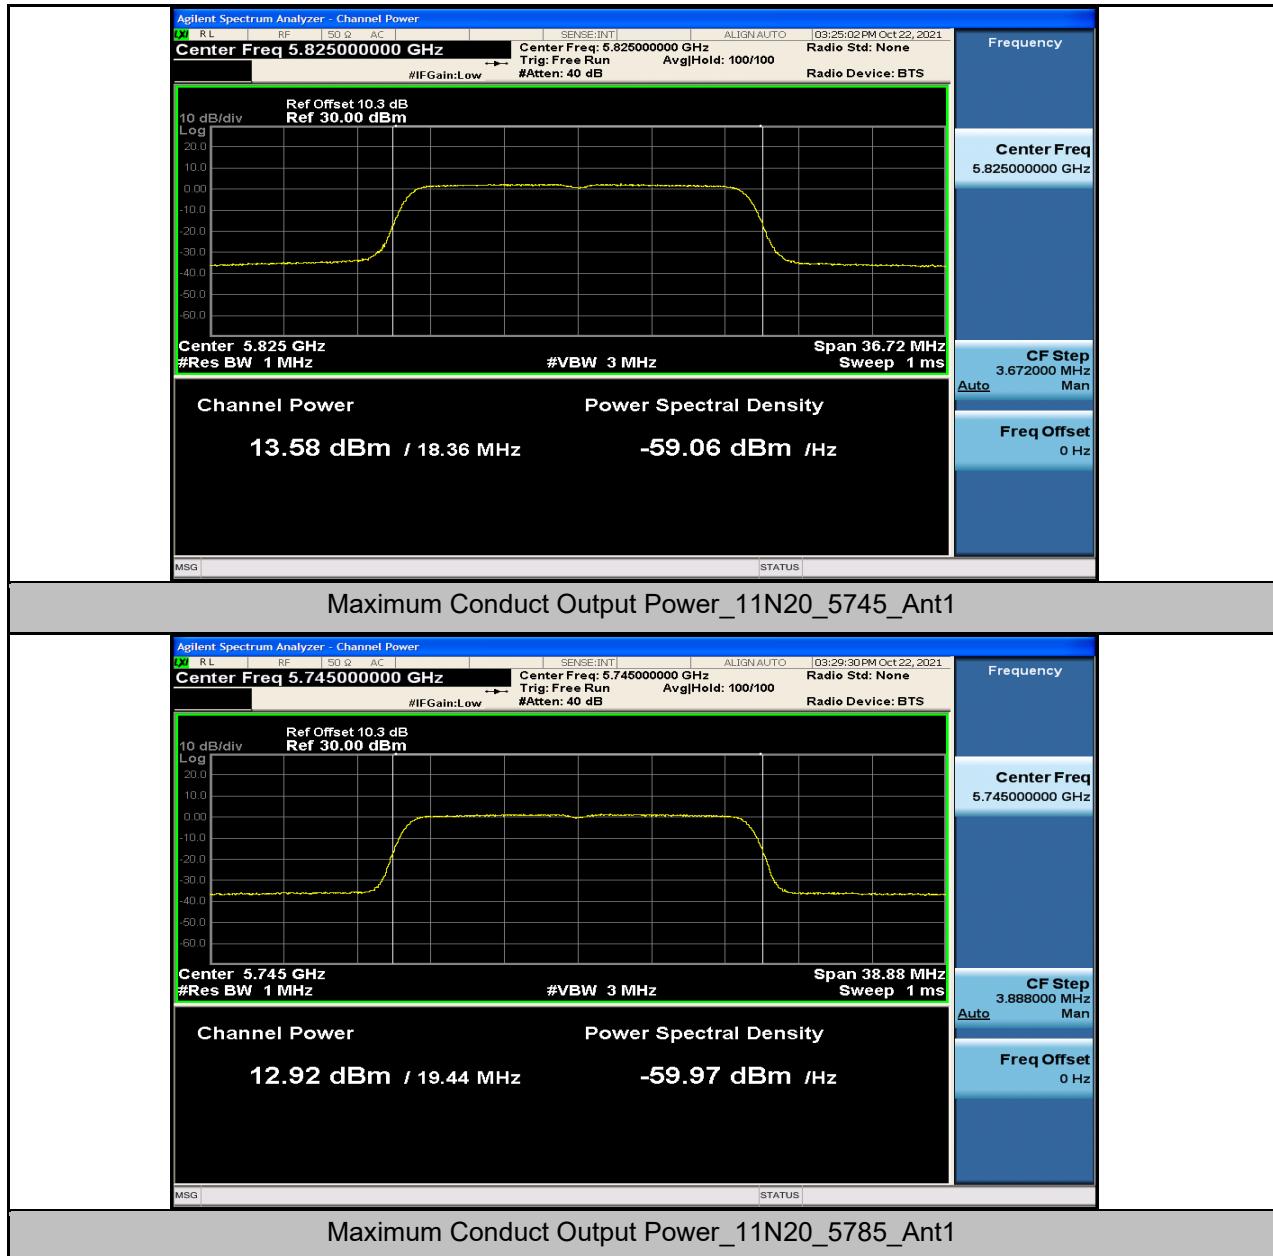 Agilent Spectrum Analyzer - Channel Power
LXI RL RF 50 Ω AC SENSE:INT ALIGN AUTO 03:25:02 PM Oct 22, 2021
Center Freq 5.825000000 GHz
Center Freq: 5.825000000 GHz
Radio Std: None
Trig: Free Run Avg|Hold: 100/100
#IFGain:Low #Atten: 40 dB Radio Device: BTS
Frequency
Ref Offset 10.3 dB
10 dB/div Ref 30.00 dBm
Log
20.0
10.0
0.00
-10.0
-20.0
-30.0
-40.0
-50.0
-60.0
Center 5.825 GHz Span 36.72 MHz
#Res BW 1 MHz #VBW 3 MHz Sweep 1 ms
Center Freq
5.825000000 GHz
CF Step
3.672000 MHz
Auto Man
Freq Offset
0 Hz
Channel Power Power Spectral Density
13.58 dBm / 18.36 MHz -59.06 dBm /Hz
MSG STATUS
Maximum Conduct Output Power_11N20_5745_Ant1
Agilent Spectrum Analyzer - Channel Power
LXI RL RF 50 Ω AC SENSE:INT ALIGN AUTO 03:29:30 PM Oct 22, 2021
Center Freq 5.745000000 GHz
Center Freq: 5.745000000 GHz
Radio Std: None
Trig: Free Run Avg|Hold: 100/100
#IFGain:Low #Atten: 40 dB Radio Device: BTS
Frequency
Ref Offset 10.3 dB
10 dB/div Ref 30.00 dBm
Log
20.0
10.0
0.00
-10.0
-20.0
-30.0
-40.0
-50.0
-60.0
Center 5.745 GHz Span 38.88 MHz
#Res BW 1 MHz #VBW 3 MHz Sweep 1 ms
Center Freq
5.745000000 GHz
CF Step
3.888000 MHz
Auto Man
Freq Offset
0 Hz
Channel Power Power Spectral Density
12.92 dBm / 19.44 MHz -59.97 dBm /Hz
MSG STATUS
Maximum Conduct Output Power_11N20_5785_Ant1